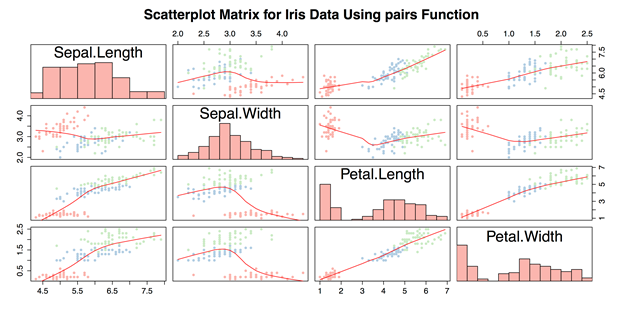 Scatterplot Matrix for Iris Data Using pairs Function
2.0 2.5 3.0 3.5 4.0
0.5 1.0 1.5 2.0 2.5
Sepal.Length
4.5 6.0 7.5
Sepal.Width
2.0 3.0 4.0
Petal.Length
1 3 5 7
Petal.Width
0.5 1.5 2.5
4.5 5.5 6.5 7.5
1 2 3 4 5 6 7